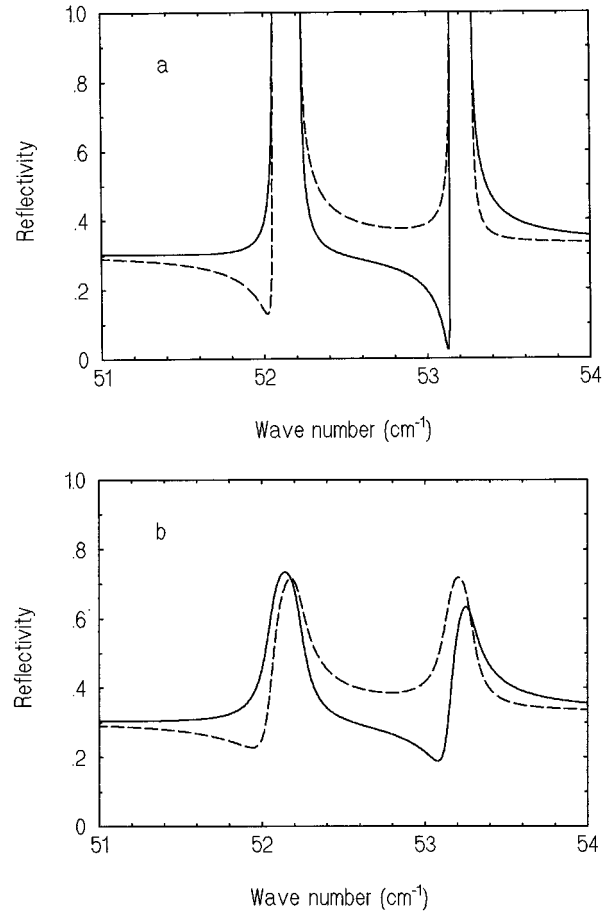 1.0
a
.8
.6
Reflectivity
.4
.2
0
51 52 53 54
Wave number (cm-1)
1.0
b
.8
.6
Reflectivity
.4
.2
0
51 52 53 54
Wave number (cm-1)